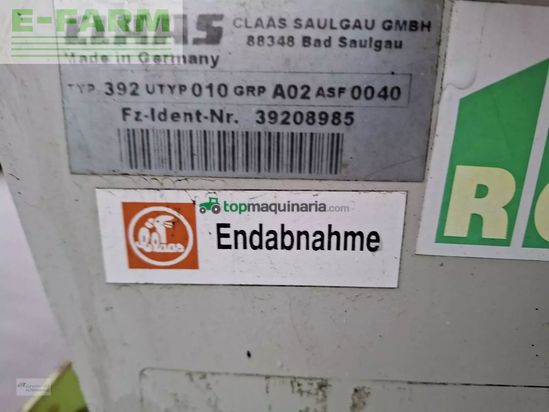 E-FARM
CLAAS
CLAAS SAULGAU GMBH
88348 Bad Saulgau
Made in Germany
TYP 392 UTYP 010 GRP A02 ASF 0040
Fz-Ident-Nr. 39208985
topmaquinaria.com
Endabnahme